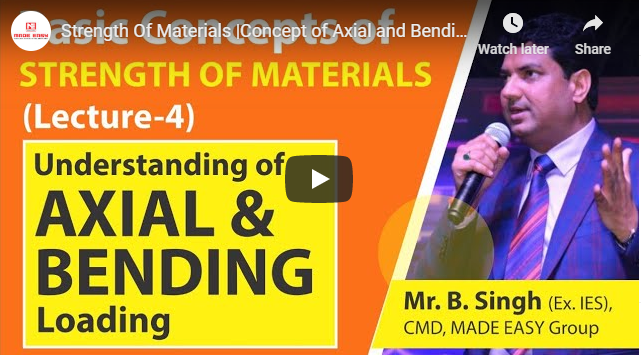 MADE EASY
Strength Of Materials |Concept of Axial and Bendi...
Watch later
Share
Basic Concepts of
STRENGTH OF MATERIALS
(Lecture-4)
Understanding of
AXIAL &
BENDING
Loading
Mr. B. Singh (Ex. IES),
CMD, MADE EASY Group